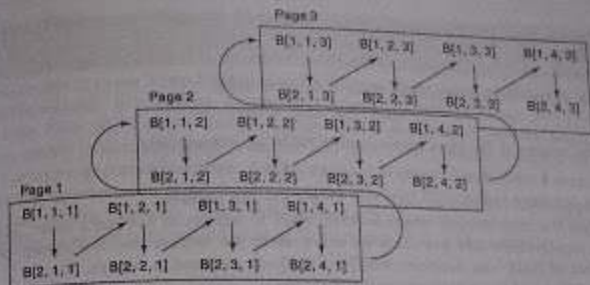 Page 3
B[1, 1, 3] B[1, 2, 3] B[1, 3, 3] B[1, 4, 3]
B[2, 1, 3] B[2, 2, 3] B[2, 3, 3] B[2, 4, 3]
Page 2
B[1, 1, 2] B[1, 2, 2] B[1, 3, 2] B[1, 4, 2]
B[2, 1, 2] B[2, 2, 2] B[2, 3, 2] B[2, 4, 2]
Page 1
B[1, 1, 1] B[1, 2, 1] B[1, 3, 1] B[1, 4, 1]
B[2, 1, 1] B[2, 2, 1] B[2, 3, 1] B[2, 4, 1]